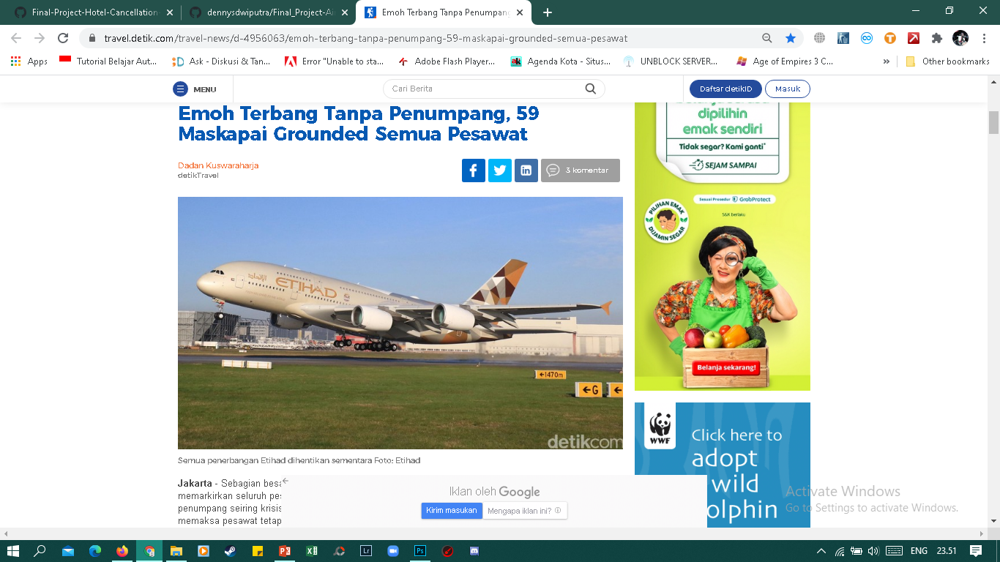 Final-Project-Hotel-Cancellation
dennysdwiputra/Final_Project-Ai
Emoh Terbang Tanpa Penumpang
travel.detik.com/travel-news/d-4956063/emoh-terbang-tanpa-penumpang-59-maskapai-grounded-semua-pesawat
Apps
Tutorial Belajar Aut...
Ask - Diskusi & Tan...
Error "Unable to sta...
Adobe Flash Player...
Agenda Kota - Situs...
UNBLOCK SERVER...
Age of Empires 3 C...
»
Other bookmarks
MENU
Cari Berita
Daftar detikID
Masuk
Emoh Terbang Tanpa Penumpang, 59
Maskapai Grounded Semua Pesawat
Dadan Kuswaraharja
detikTravel
3 komentar
ETIHAD
الإتحاد
←1470m
←G
detikcom
Semua penerbangan Etihad dihentikan sementara Foto: Etihad
Jakarta - Sebagian besa
memarkirkan seluruh p
penumpang seiring krisis
memaksa pesawat tetap
dipilihin
emak sendiri
Tidak segar? Kami ganti*
SEJAM SAMPAI
Sesuai Prosedur GrabProtect
S&K berlaku
PILIHAN EMAK
DIJAMIN SEGAR
Belanja sekarang!
WWF
Click here to
adopt
wild
olphin
Iklan oleh Google
Kirim masukan
Mengapa iklan ini?
Activate Windows
Go to Settings to activate Windows.
ENG
23.51